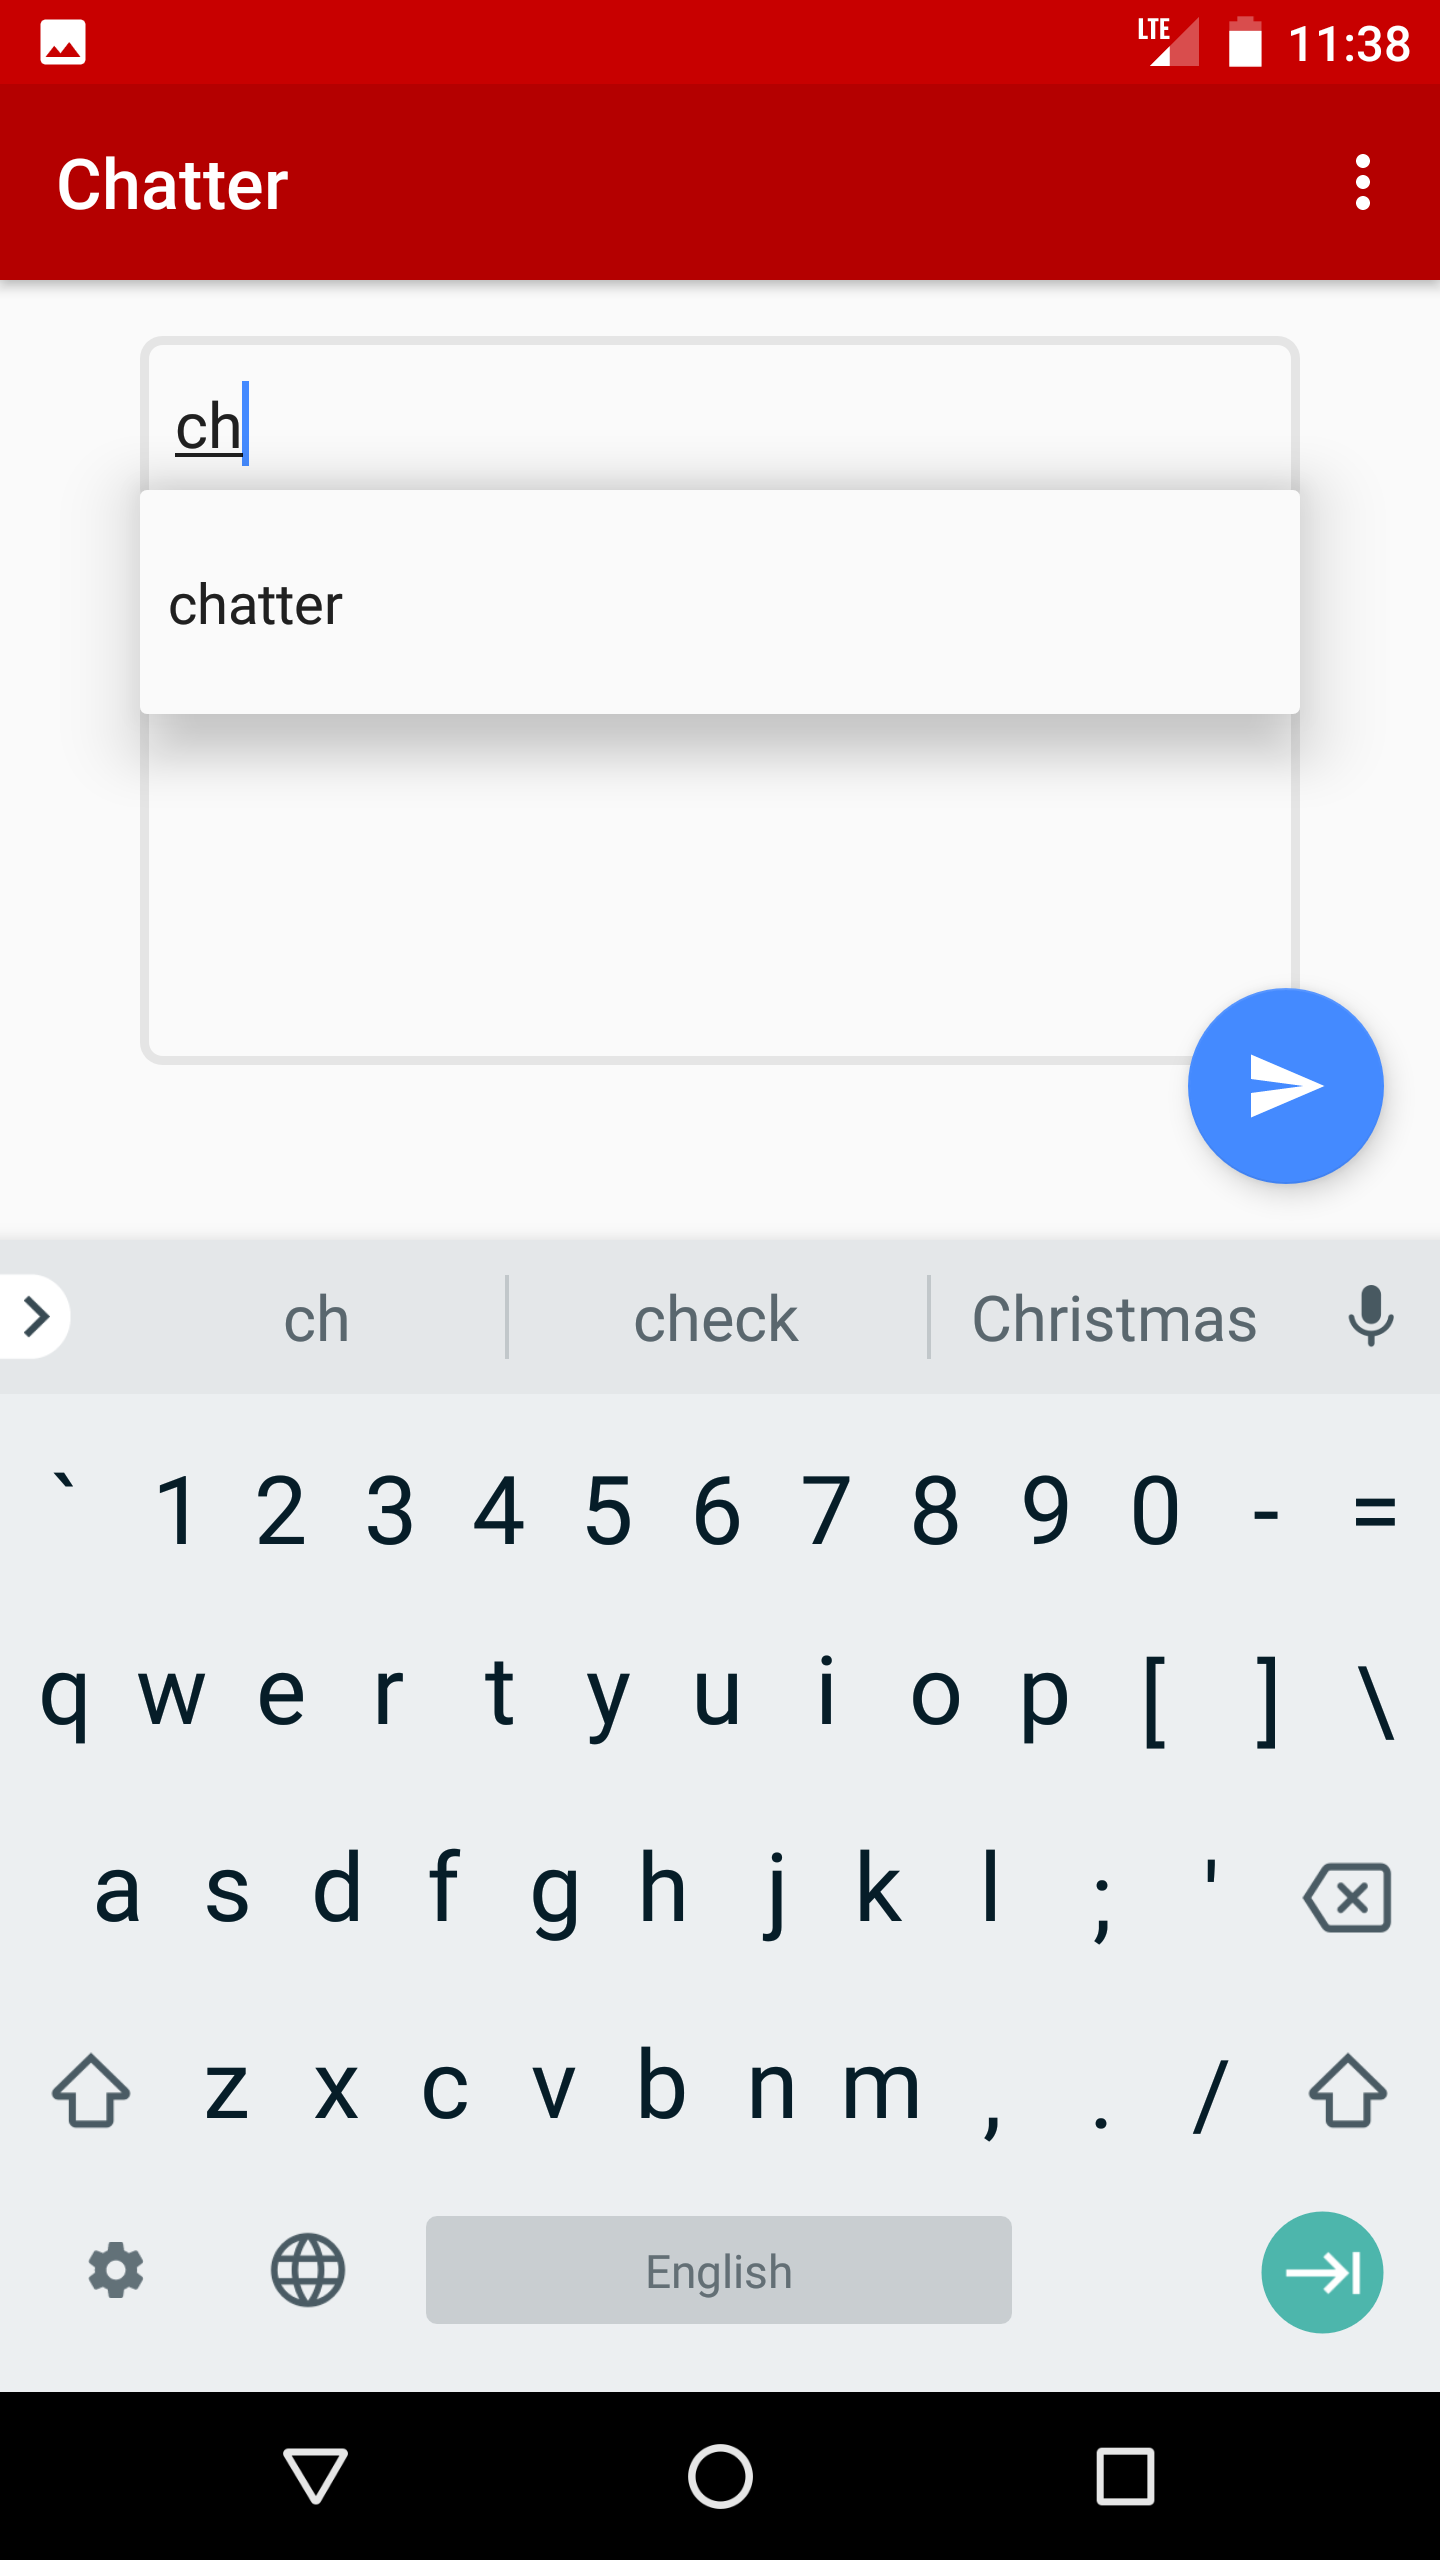 LTE 11:38
Chatter
ch
chatter
ch check Christmas
` 1 2 3 4 5 6 7 8 9 0 - =
q w e r t y u i o p [ ] \
a s d f g h j k l ; '
z x c v b n m , . /
English